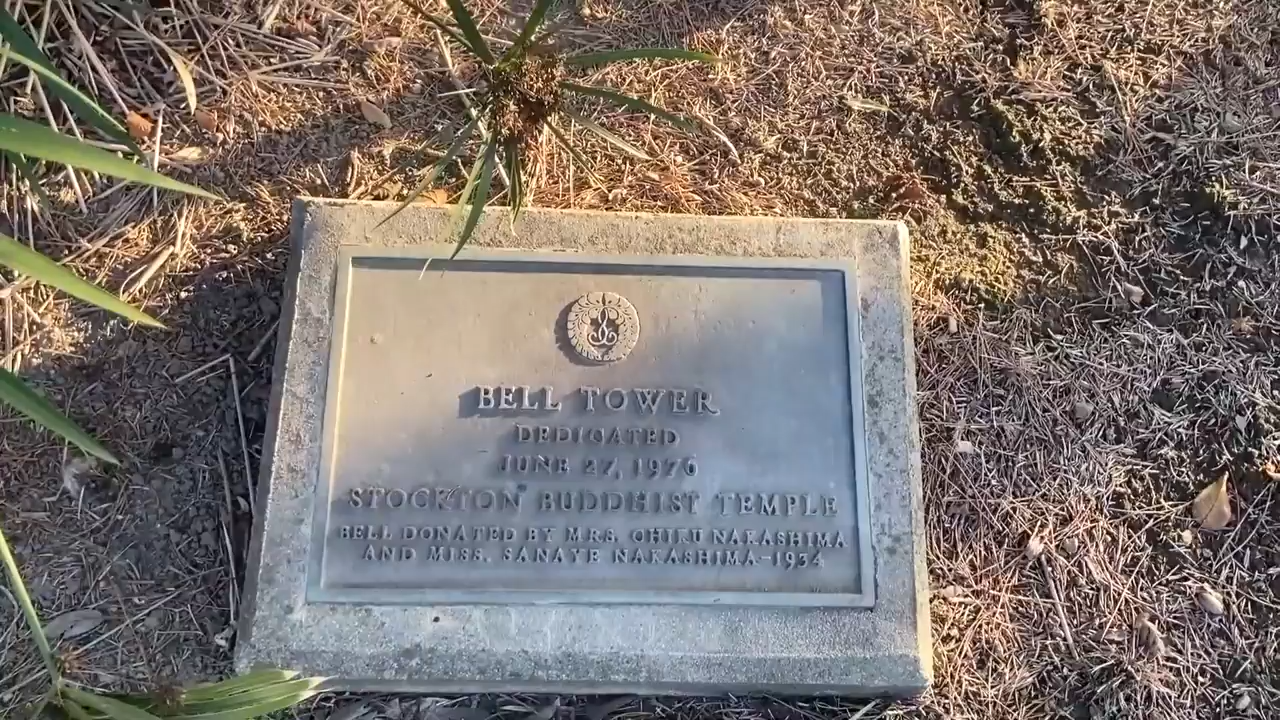 BELL TOWER
DEDICATED
JUNE 27, 1976
STOCKTON BUDDHIST TEMPLE
BELL DONATED BY MRS. CHIKU NAKASHIMA
AND MISS. SANAYE NAKASHIMA-1934